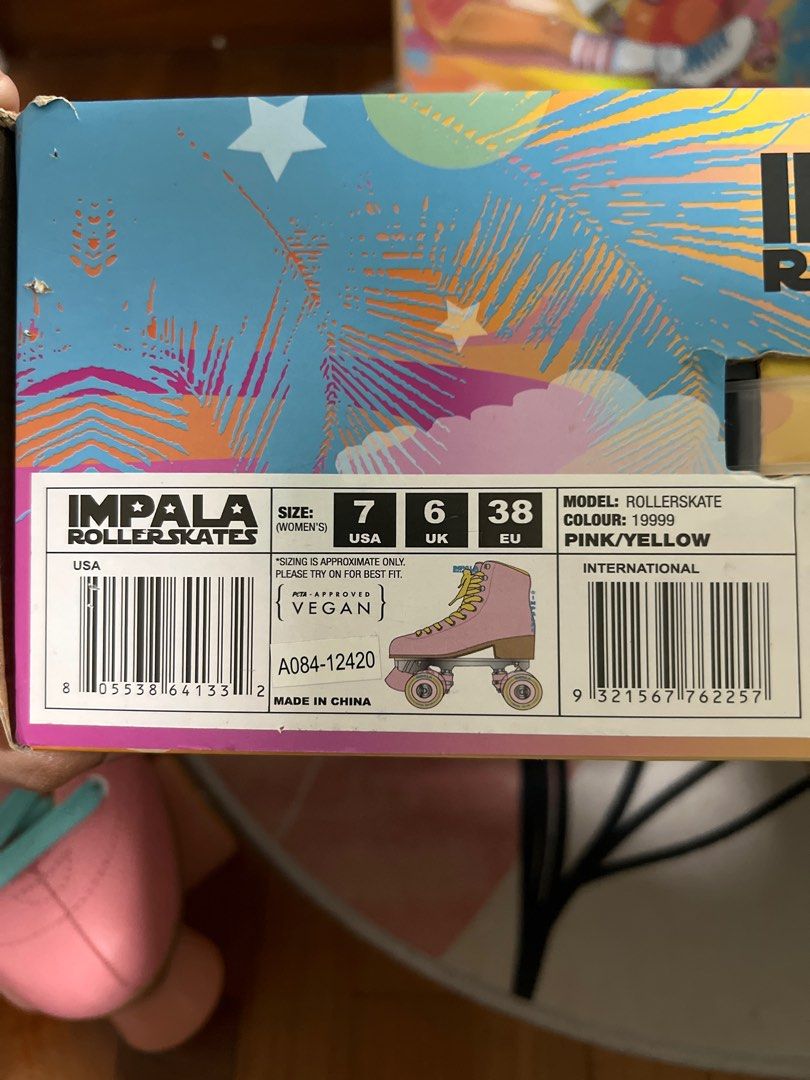 IMPALA
ROLLERSKATES
SIZE:
(WOMEN'S)
7
USA
6
UK
38
EU
MODEL: ROLLERSKATE
COLOUR: 19999
PINK/YELLOW
USA
8 05538 64133 2
*SIZING IS APPROXIMATE ONLY.
PLEASE TRY ON FOR BEST FIT.
PETA-APPROVED
VEGAN
A084-12420
MADE IN CHINA
IMPALA
INTERNATIONAL
9 321567 762257